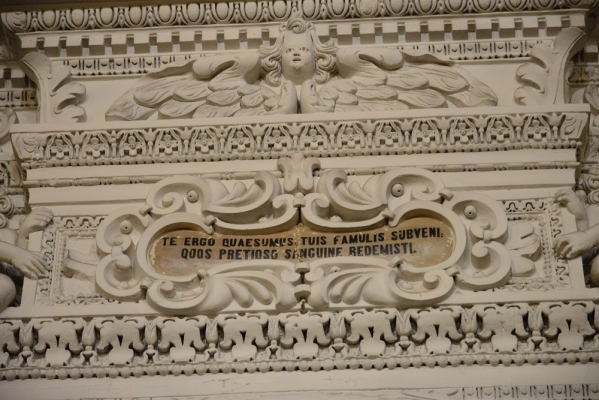 TE ERGO QUAESUMUS, TUIS FAMULIS SUBVENI,
QUOS PRETIOSO SANGUINE REDEMISTI.